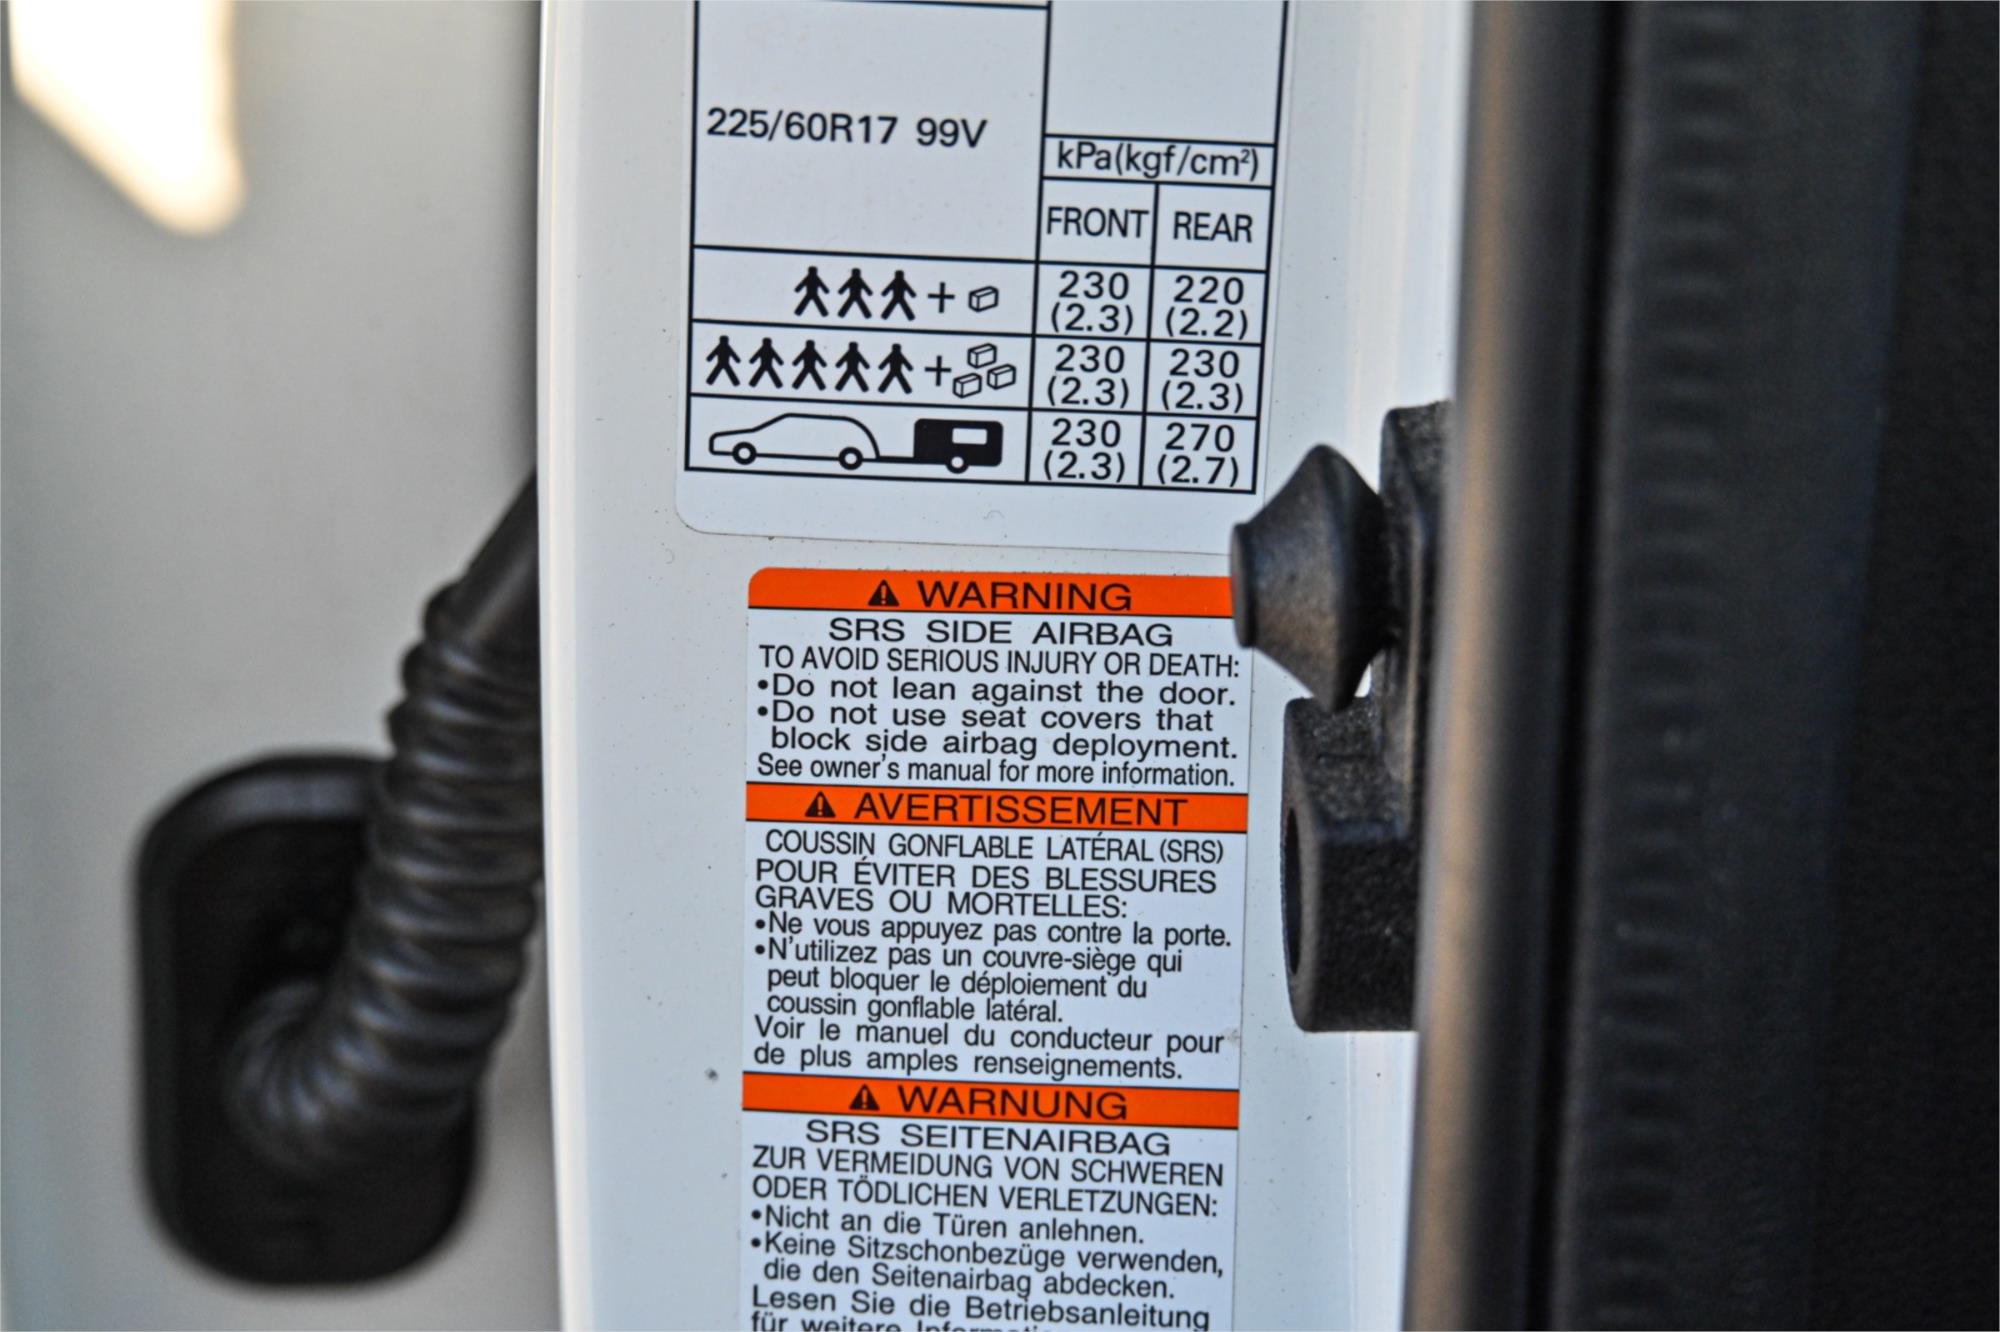 225/60R17 99V
kPa(kgf/cm²)
FRONT REAR
+ 230 220
(2.3) (2.2)
+ 230 230
(2.3) (2.3)
230 270
(2.3) (2.7)
WARNING
SRS SIDE AIRBAG
TO AVOID SERIOUS INJURY OR DEATH:
•Do not lean against the door.
•Do not use seat covers that
block side airbag deployment.
See owner's manual for more information.
AVERTISSEMENT
COUSSIN GONFLABLE LATÉRAL (SRS)
POUR ÉVITER DES BLESSURES
GRAVES OU MORTELLES:
•Ne vous appuyez pas contre la porte.
•N'utilizez pas un couvre-siège qui
peut bloquer le déploiement du
coussin gonflable latéral.
Voir le manuel du conducteur pour
de plus amples renseignements.
WARNUNG
SRS SEITENAIRBAG
ZUR VERMEIDUNG VON SCHWEREN
ODER TÖDLICHEN VERLETZUNGEN:
•Nicht an die Türen anlehnen.
•Keine Sitzschonbezüge verwenden,
die den Seitenairbag abdecken.
Lesen Sie die Betriebsanleitung
für weitere